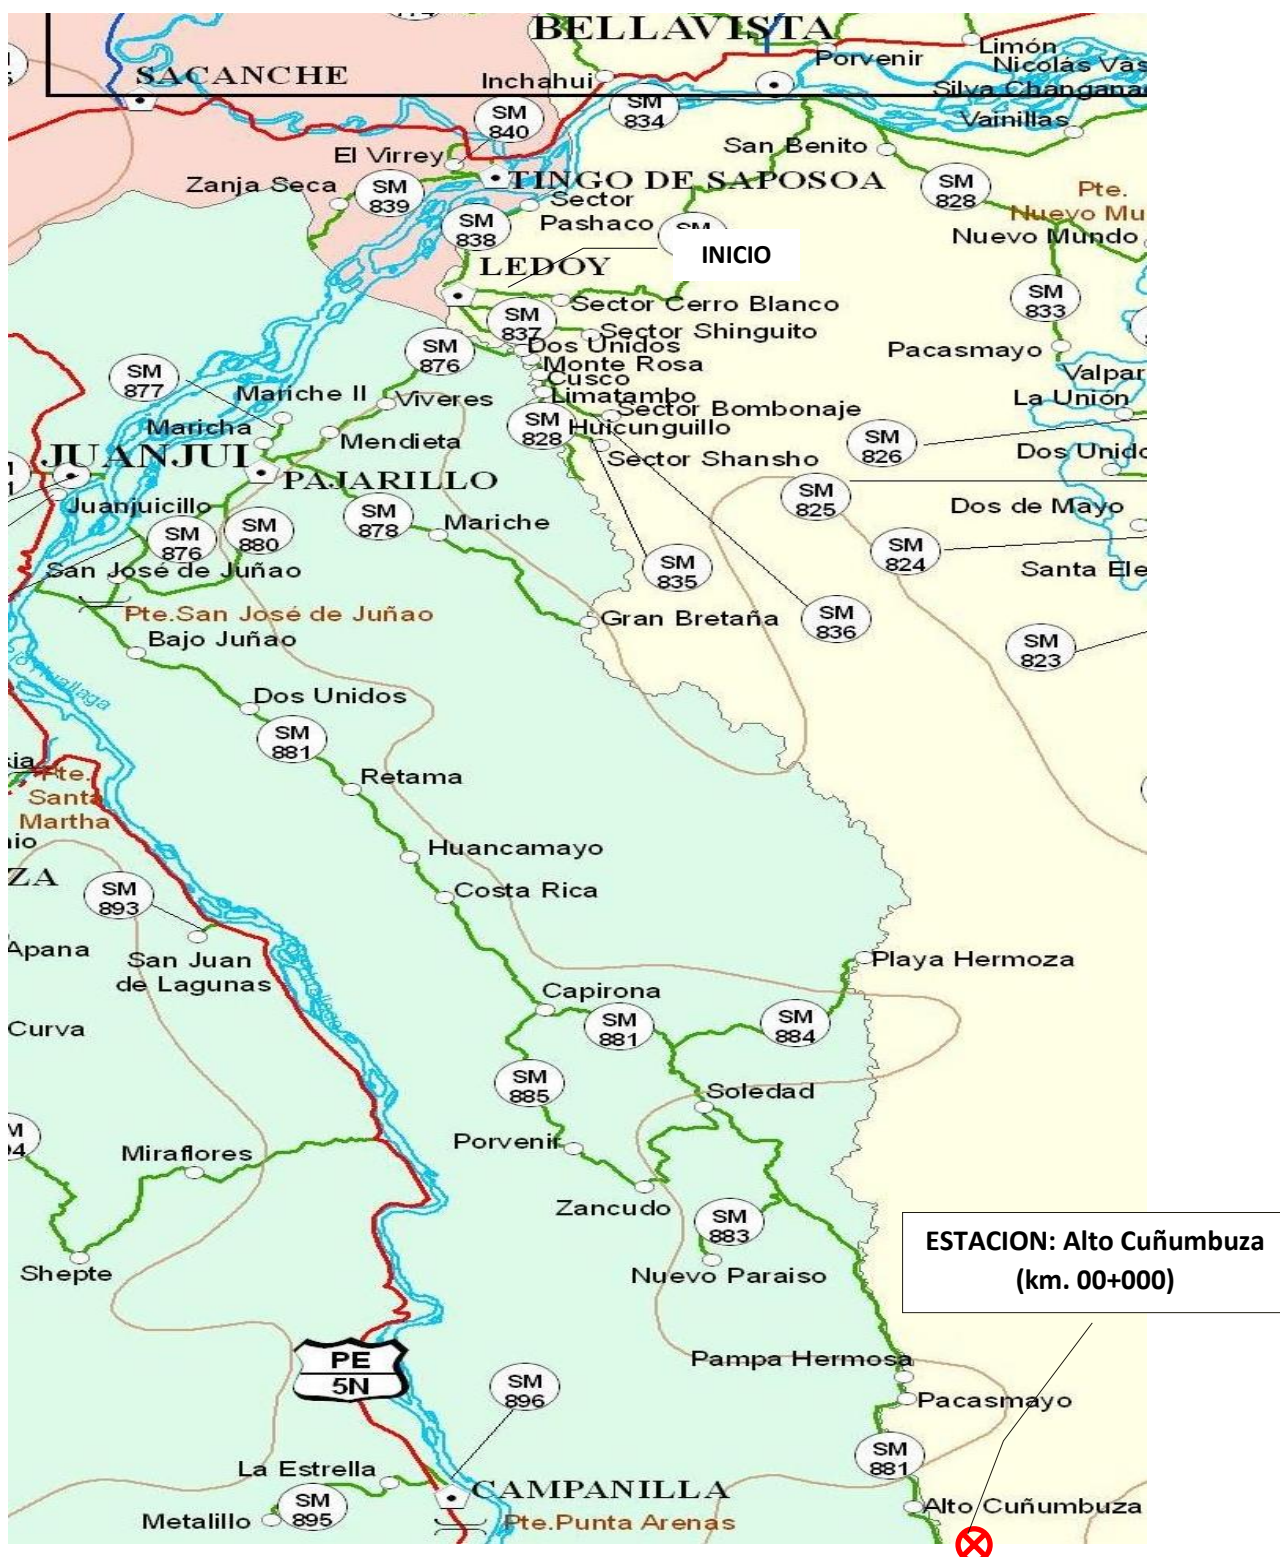 BELLAVISTA
Limón
Porvenir
Nicolás Vas
SACANCHE
Inchahui
Silva Changana
SM
834
SM
840
Vainillas
San Benito
El Virrey
SM
839
Zanja Seca
TINGO DE SAPOSOA
SM
828
Pte.
Nuevo Mu
Sector
Pashaco
SM
838
SM
Nuevo Mundo
INICIO
LEDOY
SM
833
Sector Cerro Blanco
SM
837
Sector Shinguito
Dos Unidos
SM
876
Pacasmayo
Monte Rosa
Valpar
SM
877
Cusco
Mariche II
Viveres
Limatambo
La Unión
Sector Bombonaje
Maricha
Mendieta
SM
828
Huicunguillo
SM
826
JUANJUI
Sector Shansho
Dos Unido
PAJARILLO
SM
825
Juanjuicillo
SM
878
Mariche
Dos de Mayo
SM
876
SM
880
SM
824
San José de Juñao
SM
835
Santa Ele
Pte.San José de Juñao
Gran Bretaña
SM
836
Bajo Juñao
SM
823
Huallaga
Dos Unidos
SM
881
sia
Pte.
Santa
Martha
Retama
nio
Huancamayo
ZA
SM
893
Costa Rica
Apana
San Juan
de Lagunas
Playa Hermoza
Capirona
Curva
SM
881
SM
884
SM
885
Soledad
M
94
Porvenir
Miraflores
Zancudo
SM
883
ESTACION: Alto Cuñumbuza
(km. 00+000)
Shepte
Nuevo Paraiso
PE
5N
Pampa Hermosa
SM
896
Pacasmayo
SM
881
La Estrella
CAMPANILLA
SM
895
Alto Cuñumbuza
Metalillo
Pte.Punta Arenas